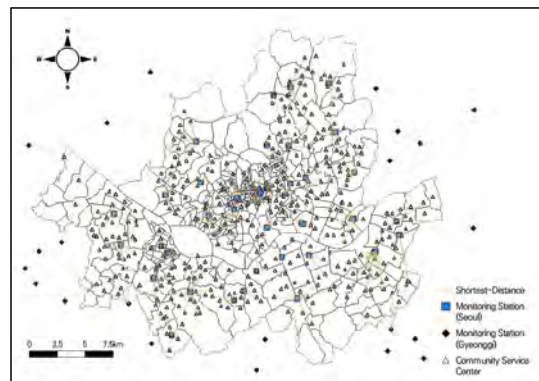 N
W
E
S
Shortest-Distance
Monitoring Station
(Seoul)
Monitoring Station
(Gyeonggi)
Community Service
Center
0 2.5 5 7.5km